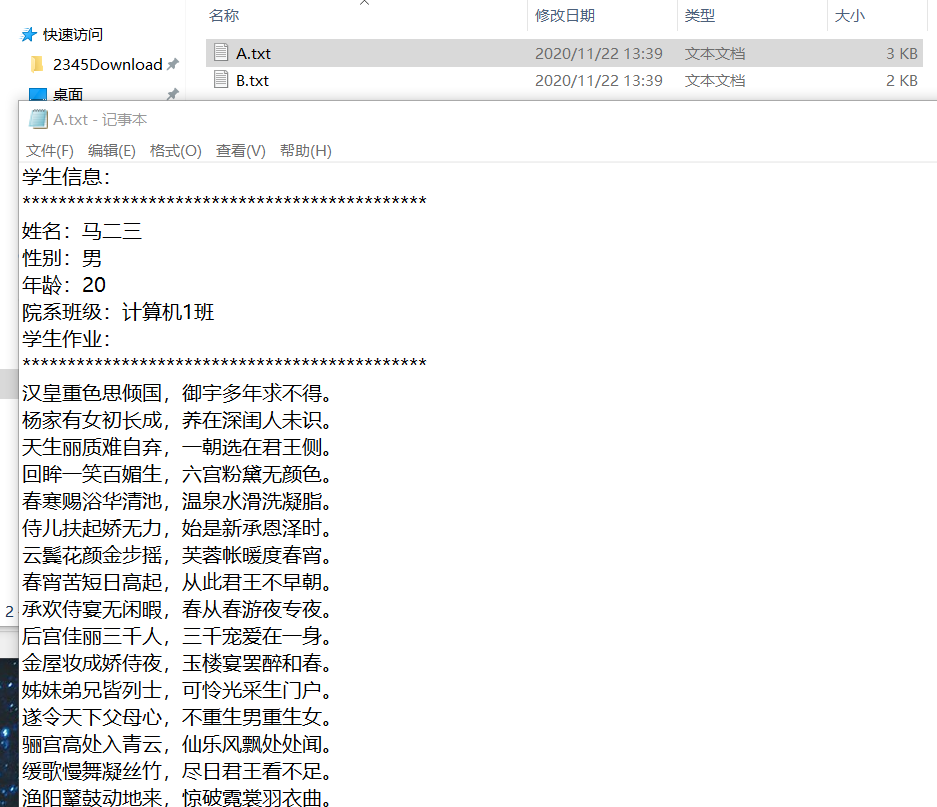 名称 修改日期 类型 大小
快速访问
2345Download
桌面
A.txt 2020/11/22 13:39 文本文档 3 KB
B.txt 2020/11/22 13:39 文本文档 2 KB
A.txt - 记事本
文件(F) 编辑(E) 格式(O) 查看(V) 帮助(H)
学生信息：
*********************************************
姓名：马二三
性别：男
年龄：20
院系班级：计算机1班
学生作业：
*********************************************
汉皇重色思倾国，御宇多年求不得。
杨家有女初长成，养在深闺人未识。
天生丽质难自弃，一朝选在君王侧。
回眸一笑百媚生，六宫粉黛无颜色。
春寒赐浴华清池，温泉水滑洗凝脂。
侍儿扶起娇无力，始是新承恩泽时。
云鬓花颜金步摇，芙蓉帐暖度春宵。
春宵苦短日高起，从此君王不早朝。
承欢侍宴无闲暇，春从春游夜专夜。
后宫佳丽三千人，三千宠爱在一身。
金屋妆成娇侍夜，玉楼宴罢醉和春。
姊妹弟兄皆列士，可怜光采生门户。
遂令天下父母心，不重生男重生女。
骊宫高处入青云，仙乐风飘处处闻。
缓歌慢舞凝丝竹，尽日君王看不足。
渔阳鼙鼓动地来，惊破霓裳羽衣曲。
2